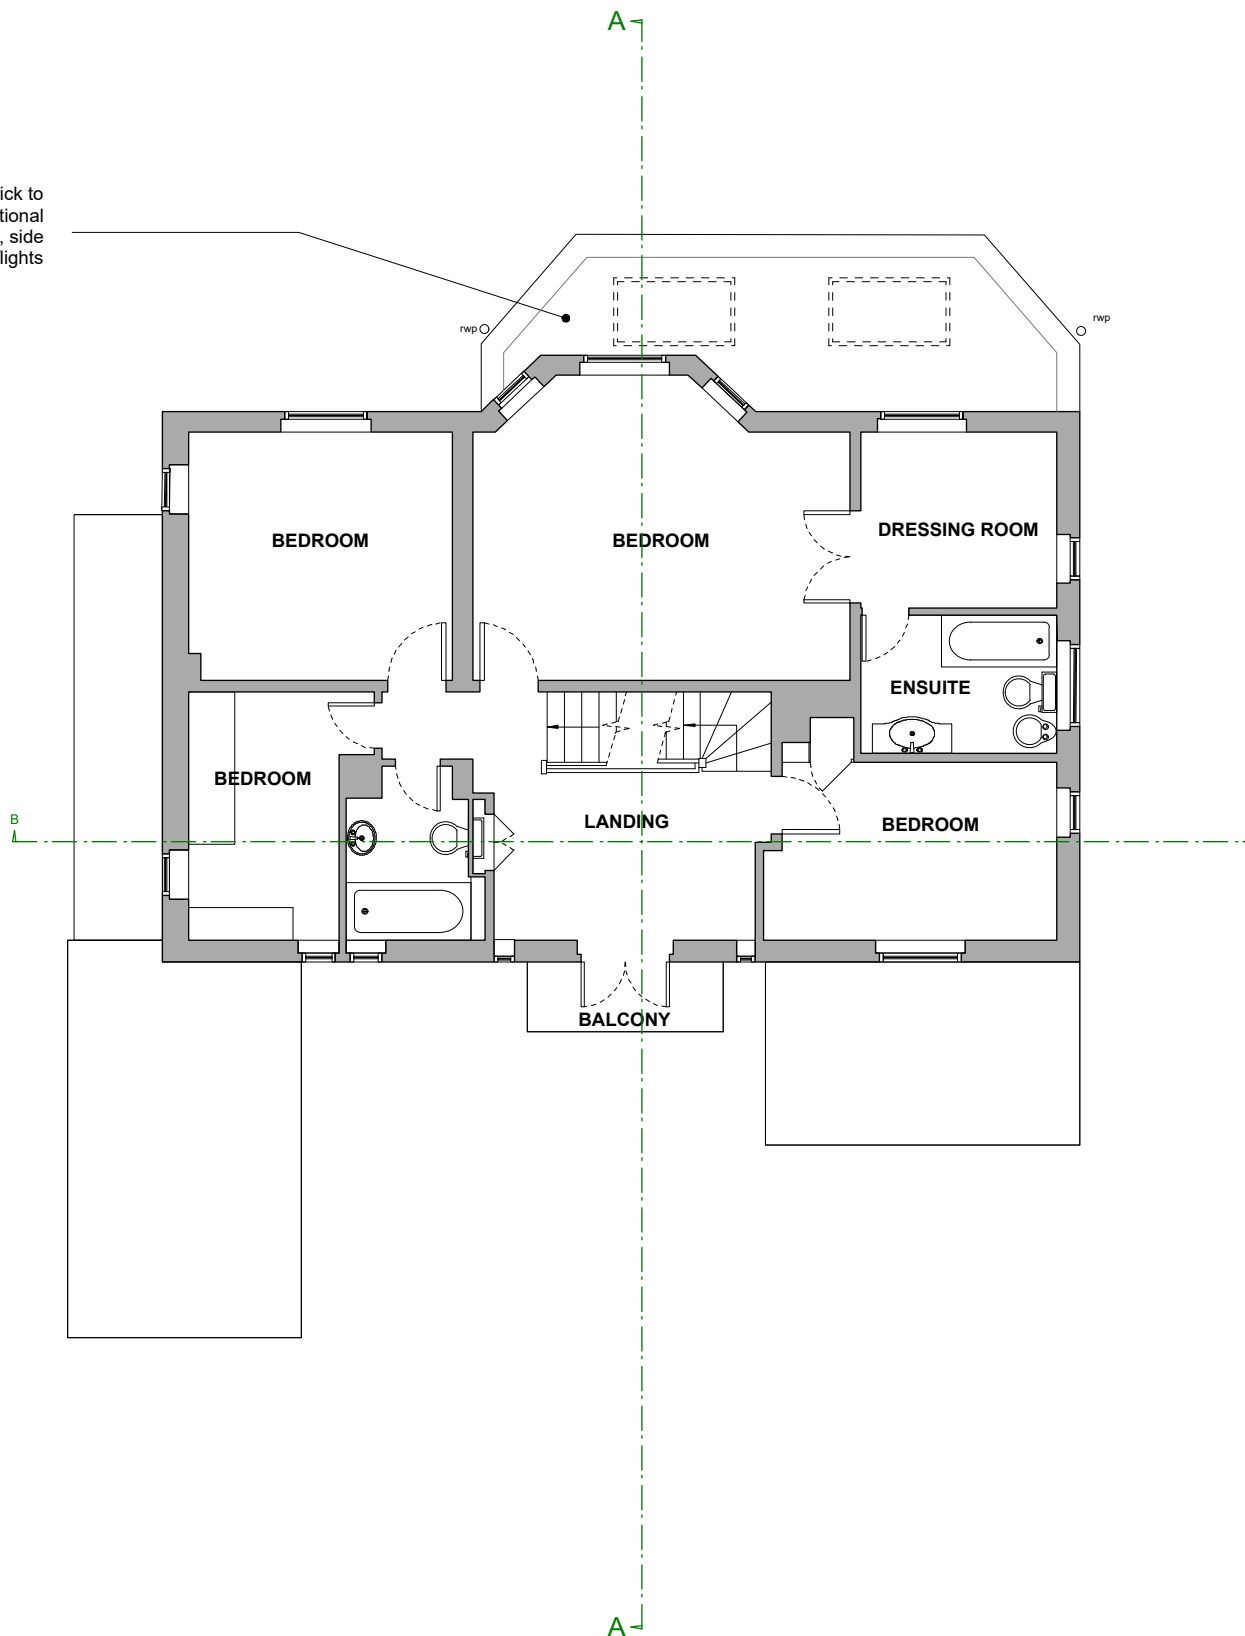 A
ick to
tional
, side
lights
rwp
rwp
BEDROOM
BEDROOM
DRESSING ROOM
ENSUITE
BEDROOM
LANDING
BEDROOM
B
BALCONY
A